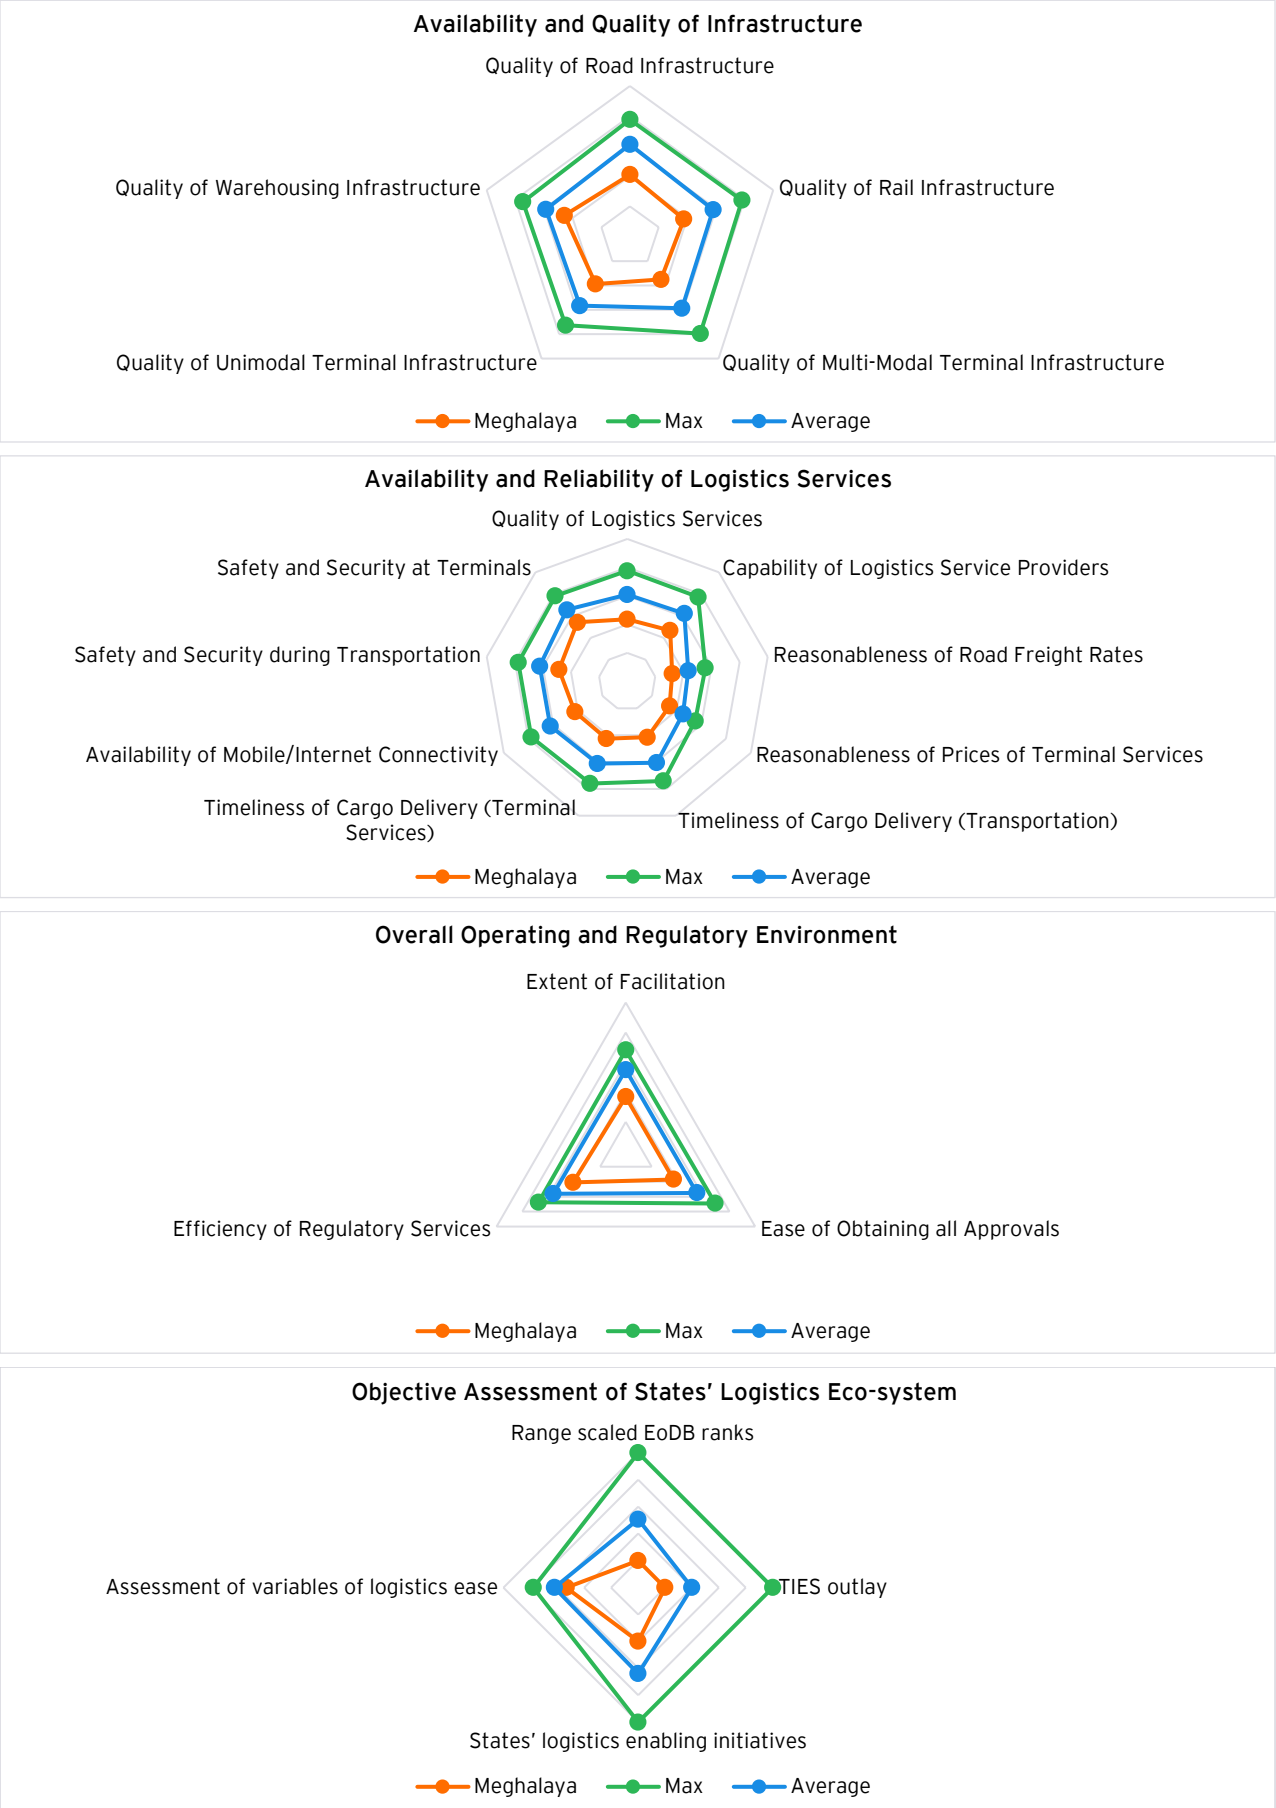 Availability and Quality of Infrastructure
Quality of Road Infrastructure
Quality of Warehousing Infrastructure
Quality of Rail Infrastructure
Quality of Unimodal Terminal Infrastructure
Quality of Multi-Modal Terminal Infrastructure
Meghalaya
Max
Average
Availability and Reliability of Logistics Services
Quality of Logistics Services
Safety and Security at Terminals
Capability of Logistics Service Providers
Safety and Security during Transportation
Reasonableness of Road Freight Rates
Availability of Mobile/Internet Connectivity
Reasonableness of Prices of Terminal Services
Timeliness of Cargo Delivery (Terminal
Services)
Timeliness of Cargo Delivery (Transportation)
Meghalaya
Max
Average
Overall Operating and Regulatory Environment
Extent of Facilitation
Efficiency of Regulatory Services
Ease of Obtaining all Approvals
Meghalaya
Max
Average
Objective Assessment of States’ Logistics Eco-system
Range scaled EoDB ranks
Assessment of variables of logistics ease
TIES outlay
States’ logistics enabling initiatives
Meghalaya
Max
Average